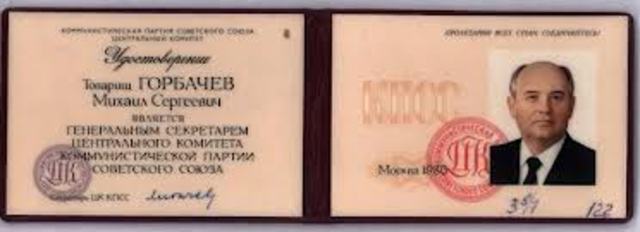 КОММУНИСТИЧЕСКАЯ ПАРТИЯ СОВЕТСКОГО СОЮЗА
ЦЕНТРАЛЬНЫЙ КОМИТЕТ
Удостоверение
Товарищ ГОРБАЧЕВ
Михаил Сергеевич
ЯВЛЯЕТСЯ
ГЕНЕРАЛЬНЫМ СЕКРЕТАРЕМ
ЦЕНТРАЛЬНОГО КОМИТЕТА
КОММУНИСТИЧЕСКОЙ ПАРТИИ
СОВЕТСКОГО СОЮЗА
ЦК
Секретарь ЦК КПСС
ПРОЛЕТАРИИ ВСЕХ СТРАН, СОЕДИНЯЙТЕСЬ!
КПСС
ЦК
Москва
122